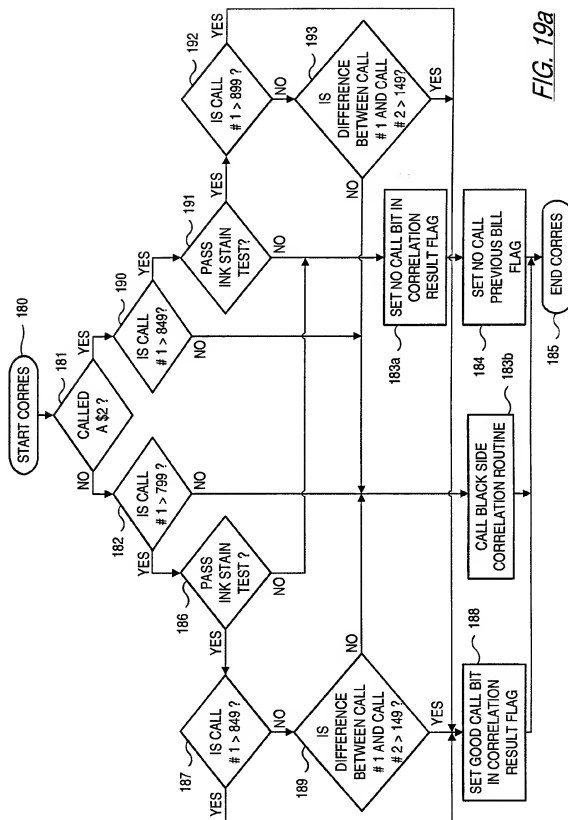 START CORRES
180
CALLED
A $2 ?
181
NO
YES
IS CALL
# 1 > 799 ?
182
YES
NO
IS CALL
# 1 > 849?
190
YES
NO
PASS
INK STAIN
TEST ?
186
YES
NO
PASS
INK STAIN
TEST?
191
YES
NO
IS CALL
# 1 > 849 ?
187
YES
NO
IS CALL
# 1 > 899 ?
192
YES
NO
IS
DIFFERENCE
BETWEEN CALL
# 1 AND CALL
# 2 > 149 ?
189
NO
YES
IS
DIFFERENCE
BETWEEN CALL
# 1 AND CALL
# 2 > 149?
193
NO
YES
SET GOOD CALL BIT
IN CORRELATION
RESULT FLAG
188
CALL BLACK SIDE
CORRELATION ROUTINE
183b
SET NO CALL BIT IN
CORRELATION
RESULT FLAG
183a
SET NO CALL
PREVIOUS BILL
FLAG
184
END CORRES
185
FIG. 19a